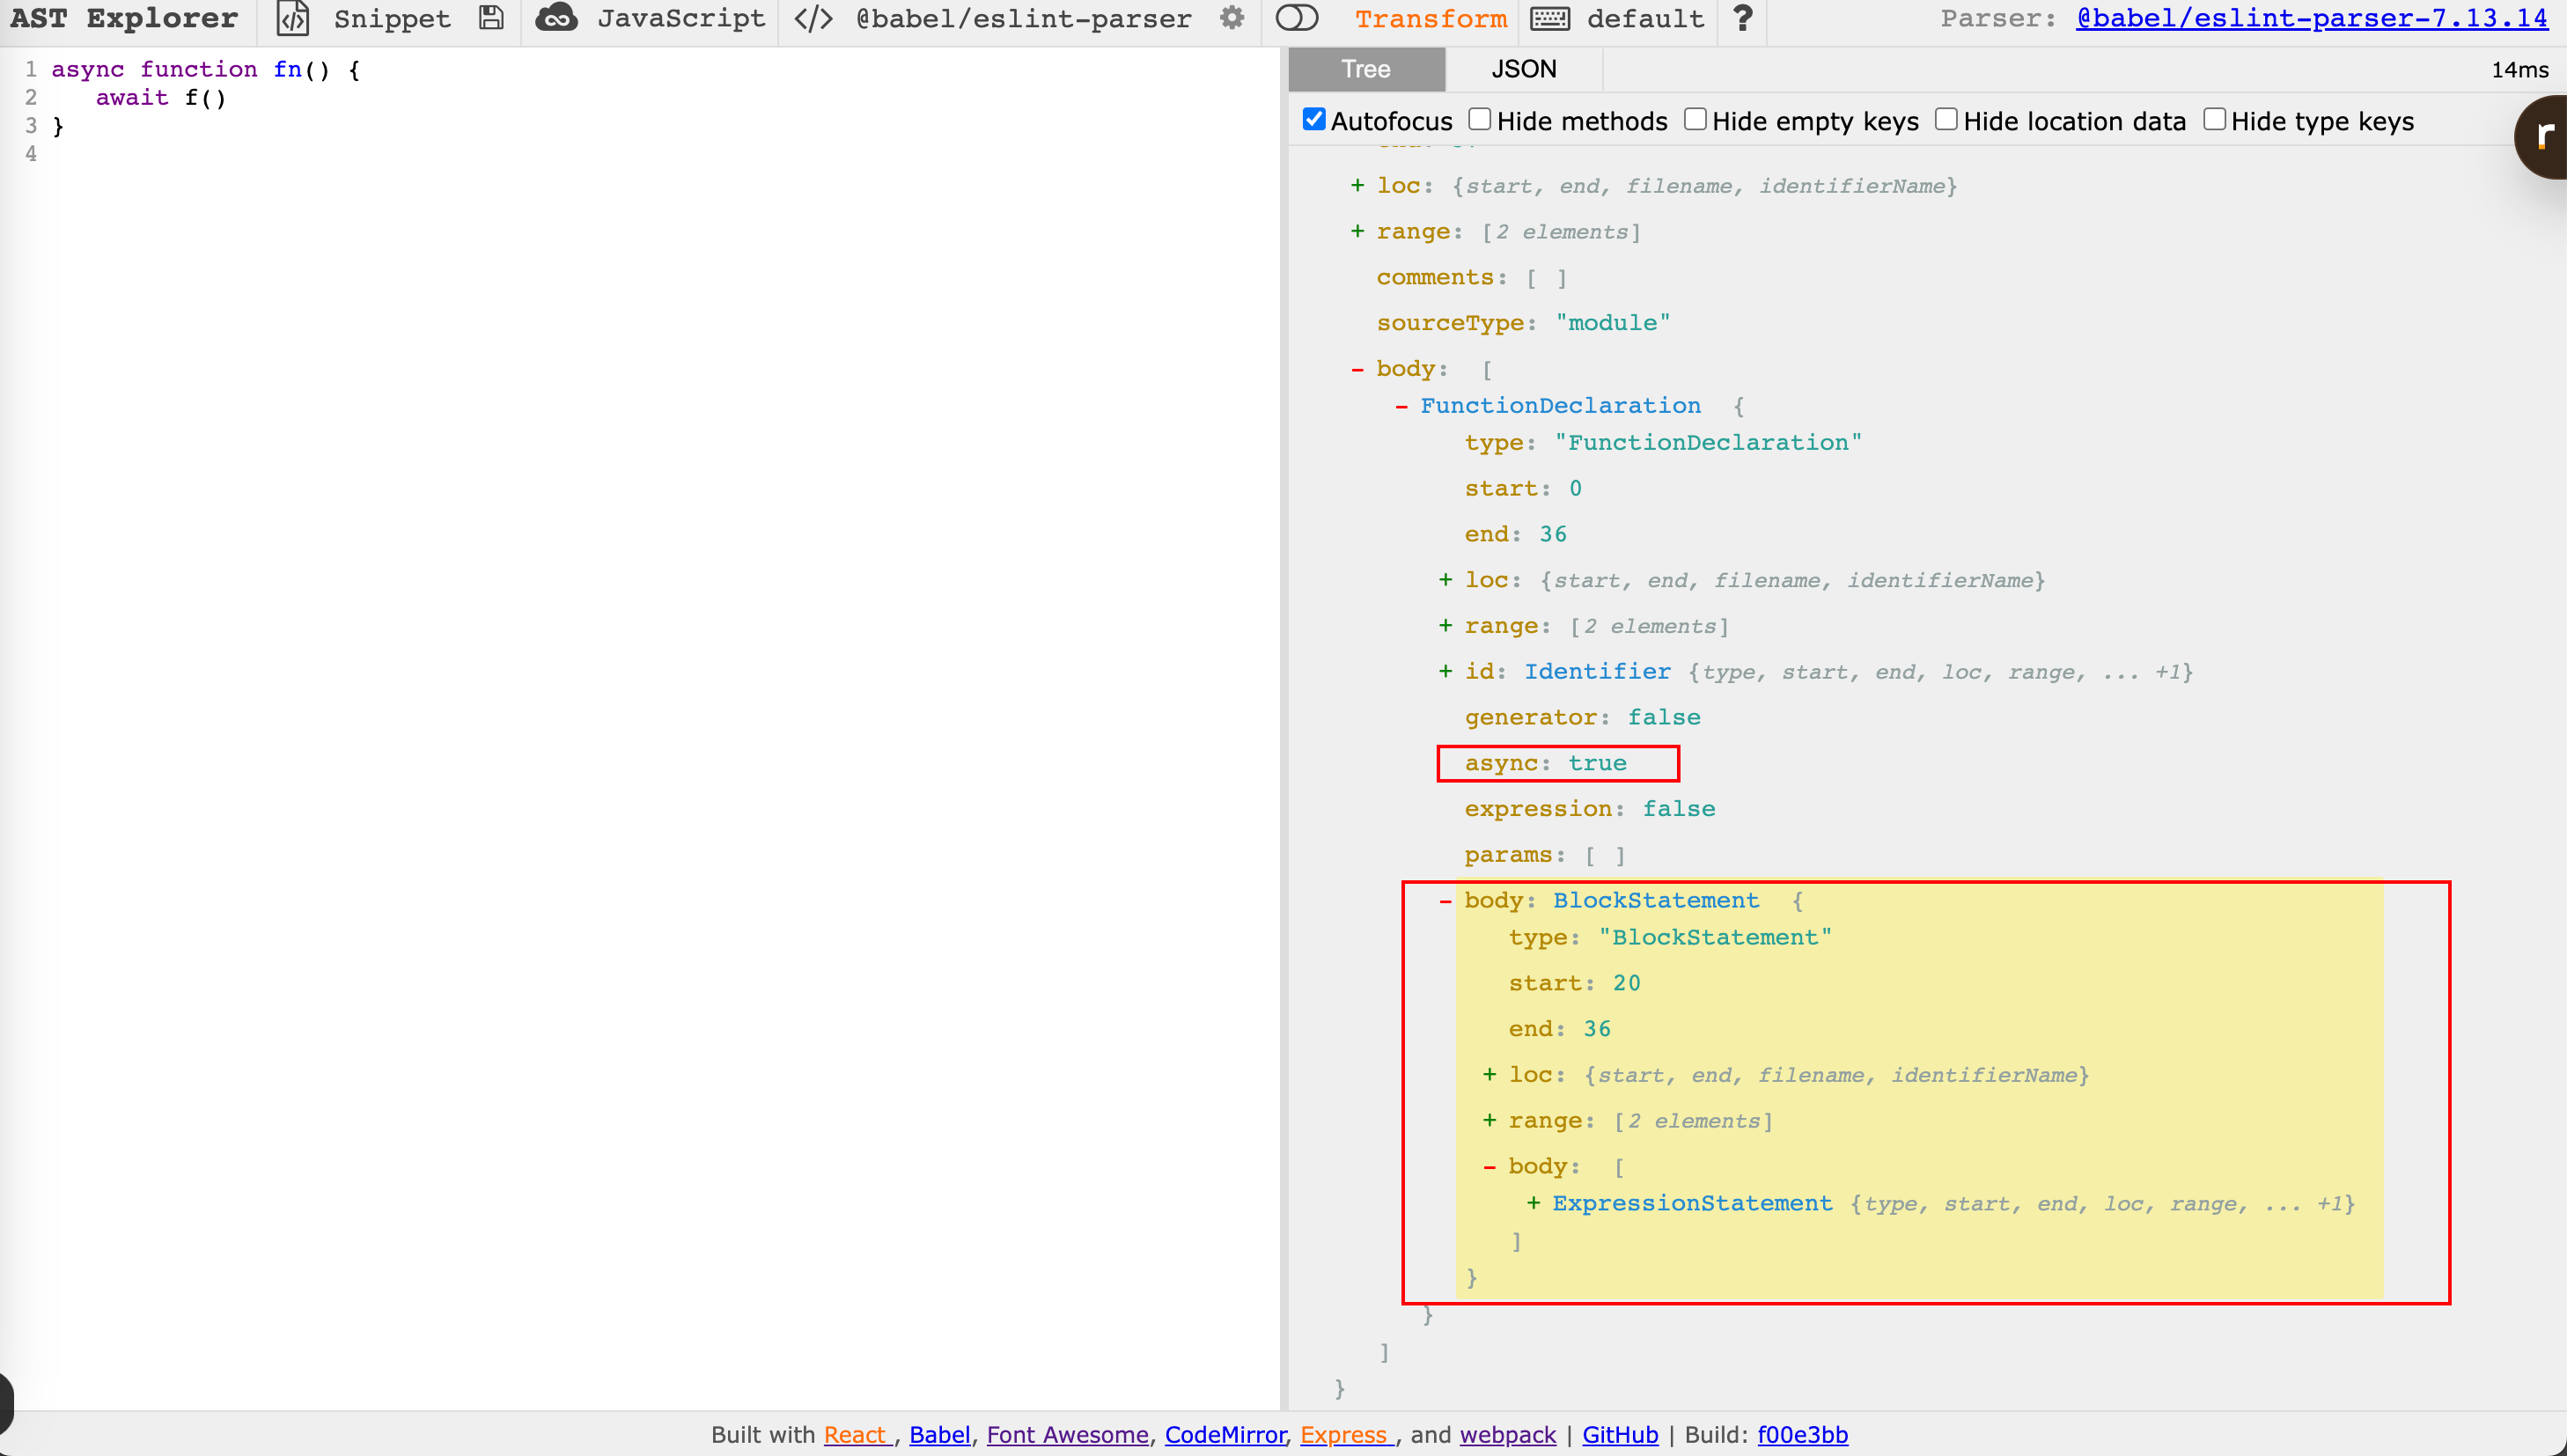 AST Explorer Snippet JavaScript </> @babel/eslint-parser Transform default ? Parser: @babel/eslint-parser-7.13.14
1 async function fn() {
2 await f()
3 }
4
Tree JSON 14ms
Autofocus Hide methods Hide empty keys Hide location data Hide type keys
r
+ loc: {start, end, filename, identifierName}
+ range: [2 elements]
comments: [ ]
sourceType: "module"
- body: [
- FunctionDeclaration {
type: "FunctionDeclaration"
start: 0
end: 36
+ loc: {start, end, filename, identifierName}
+ range: [2 elements]
+ id: Identifier {type, start, end, loc, range, ... +1}
generator: false
async: true
expression: false
params: [ ]
- body: BlockStatement {
type: "BlockStatement"
start: 20
end: 36
+ loc: {start, end, filename, identifierName}
+ range: [2 elements]
- body: [
+ ExpressionStatement {type, start, end, loc, range, ... +1}
]
}
}
]
}
Built with React , Babel, Font Awesome, CodeMirror, Express , and webpack | GitHub | Build: f00e3bb